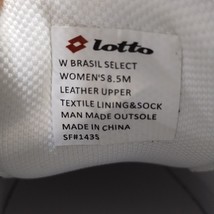 lotto
W BRASIL SELECT
WOMEN'S 8.5M
LEATHER UPPER
TEXTILE LINING&SOCK
MAN MADE OUTSOLE
MADE IN CHINA
SF#1435